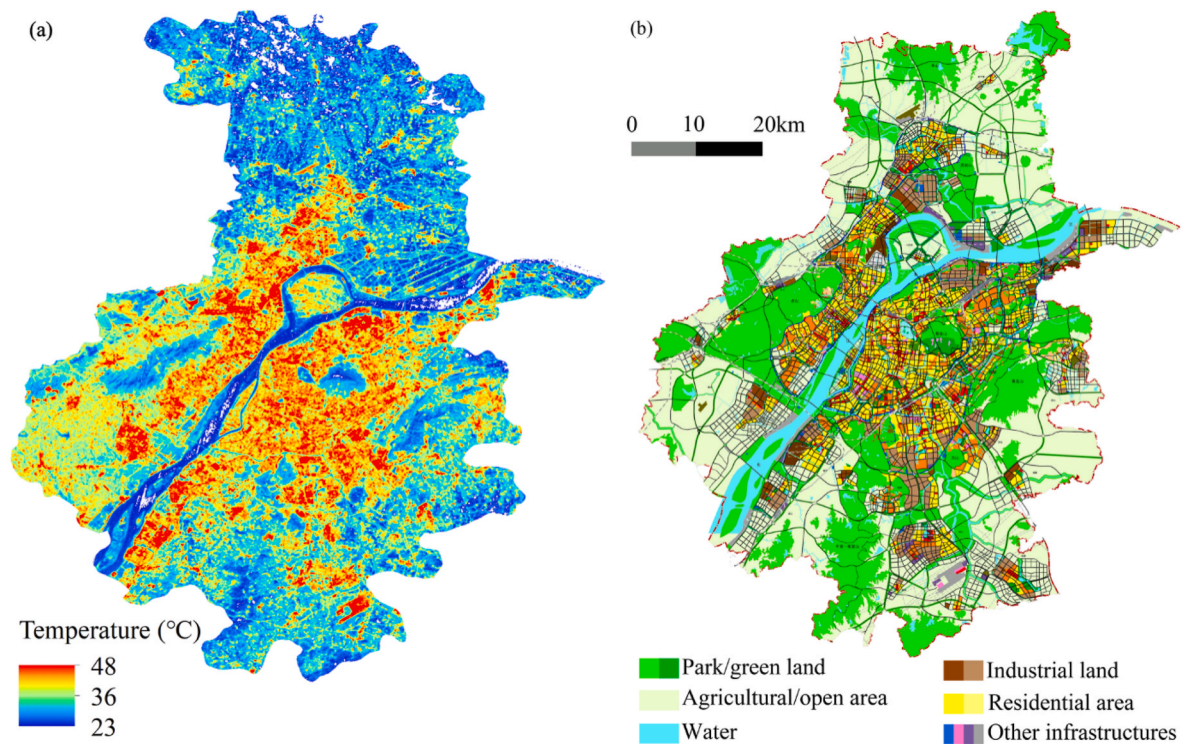 (a)
(b)
0 10 20km
Temperature (°C)
48
36
23
Park/green land
Agricultural/open area
Water
Industrial land
Residential area
Other infrastructures